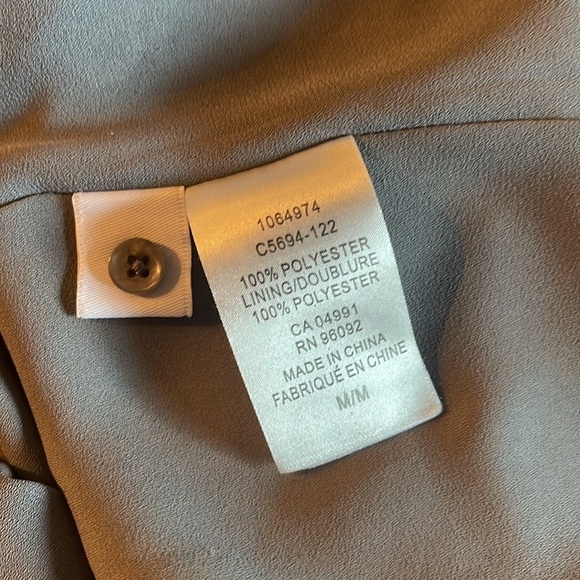 1064974
C5694-122
100% POLYESTER
LINING/DOUBLURE
100% POLYESTER
CA 04991
RN 96092
MADE IN CHINA
FABRIQUÉ EN CHINE
M/M